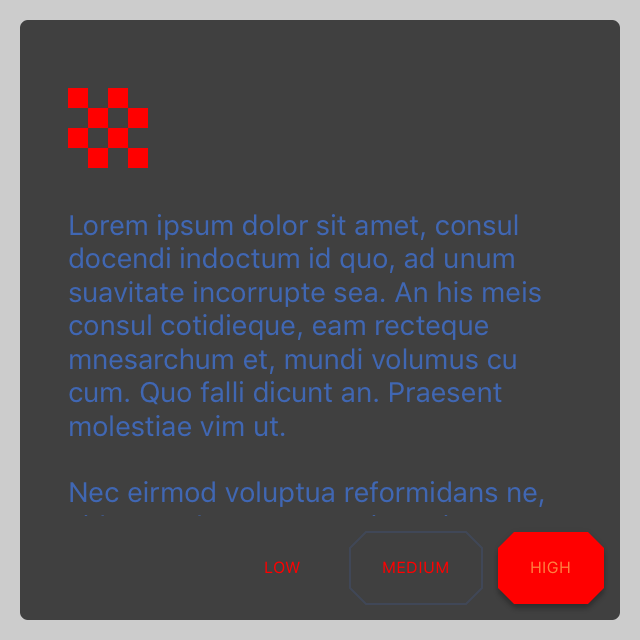 Lorem ipsum dolor sit amet, consul
docendi indoctum id quo, ad unum
suavitate incorrupte sea. An his meis
consul cotidieque, eam recteque
mnesarchum et, mundi volumus cu
cum. Quo falli dicunt an. Praesent
molestiae vim ut.
Nec eirmod voluptua reformidans ne,
LOW
MEDIUM
HIGH